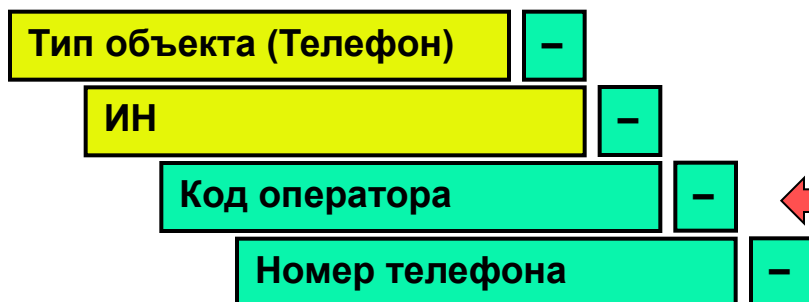 Тип объекта (Телефон) –
ИН –
Код оператора –
Номер телефона –